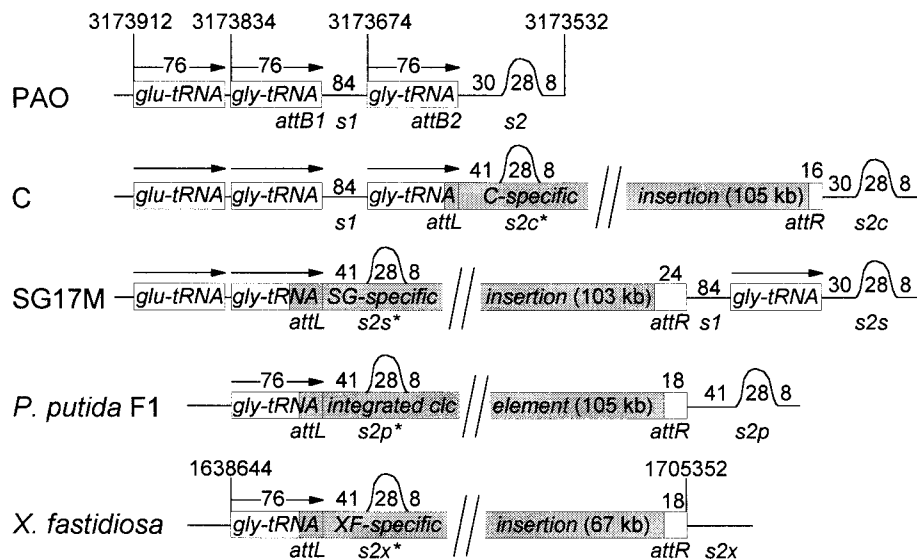 3173912 3173834 3173674 3173532
76 76 84 76 30 28 8
PAO glu-tRNA gly-tRNA gly-tRNA
attB1 s1 attB2 s2
41 28 8 16
C glu-tRNA gly-tRNA 84 gly-tRNA C-specific insertion (105 kb) 30 28 8
s1 attL s2c* attR s2c
41 28 8 24
SG17M glu-tRNA gly-tRNA SG-specific insertion (103 kb) 84 gly-tRNA 30 28 8
attL s2s* attR s1 s2s
76 41 28 8 18 41 28 8
P. putida F1 gly-tRNA integrated clc element (105 kb)
attL s2p* attR s2p
1638644 1705352
76 41 28 8 18
X. fastidiosa gly-tRNA XF-specific insertion (67 kb)
attL s2x* attR s2x